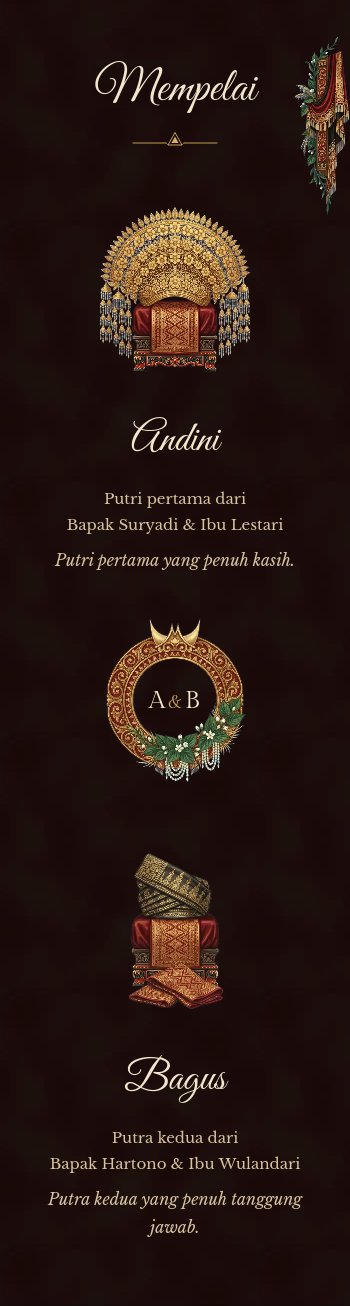 Mempelai
Andini
Putri pertama dari
Bapak Suryadi & Ibu Lestari
Putri pertama yang penuh kasih.
A & B
Bagus
Putra kedua dari
Bapak Hartono & Ibu Wulandari
Putra kedua yang penuh tanggung
jawab.